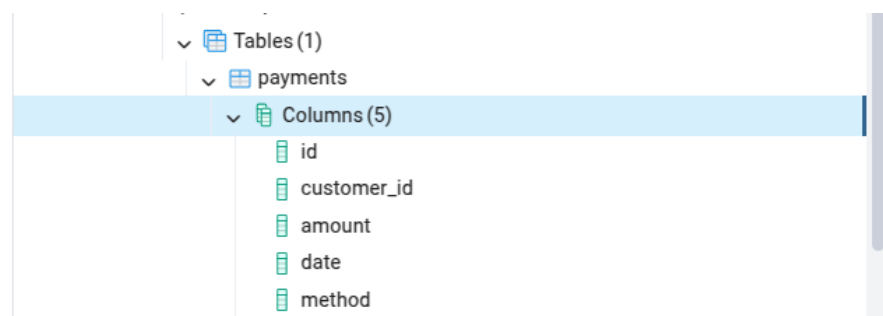 Tables (1)
payments
Columns (5)
id
customer_id
amount
date
method